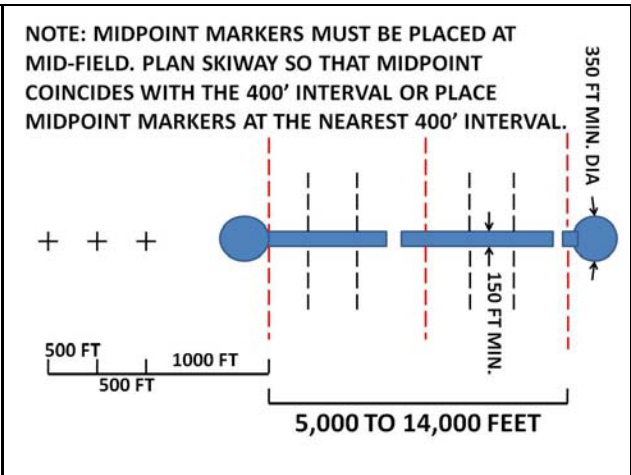 NOTE: MIDPOINT MARKERS MUST BE PLACED AT
MID-FIELD. PLAN SKIWAY SO THAT MIDPOINT
COINCIDES WITH THE 400' INTERVAL OR PLACE
MIDPOINT MARKERS AT THE NEAREST 400' INTERVAL.
350 FT MIN. DIA
150 FT MIN.
500 FT
500 FT
1000 FT
5,000 TO 14,000 FEET